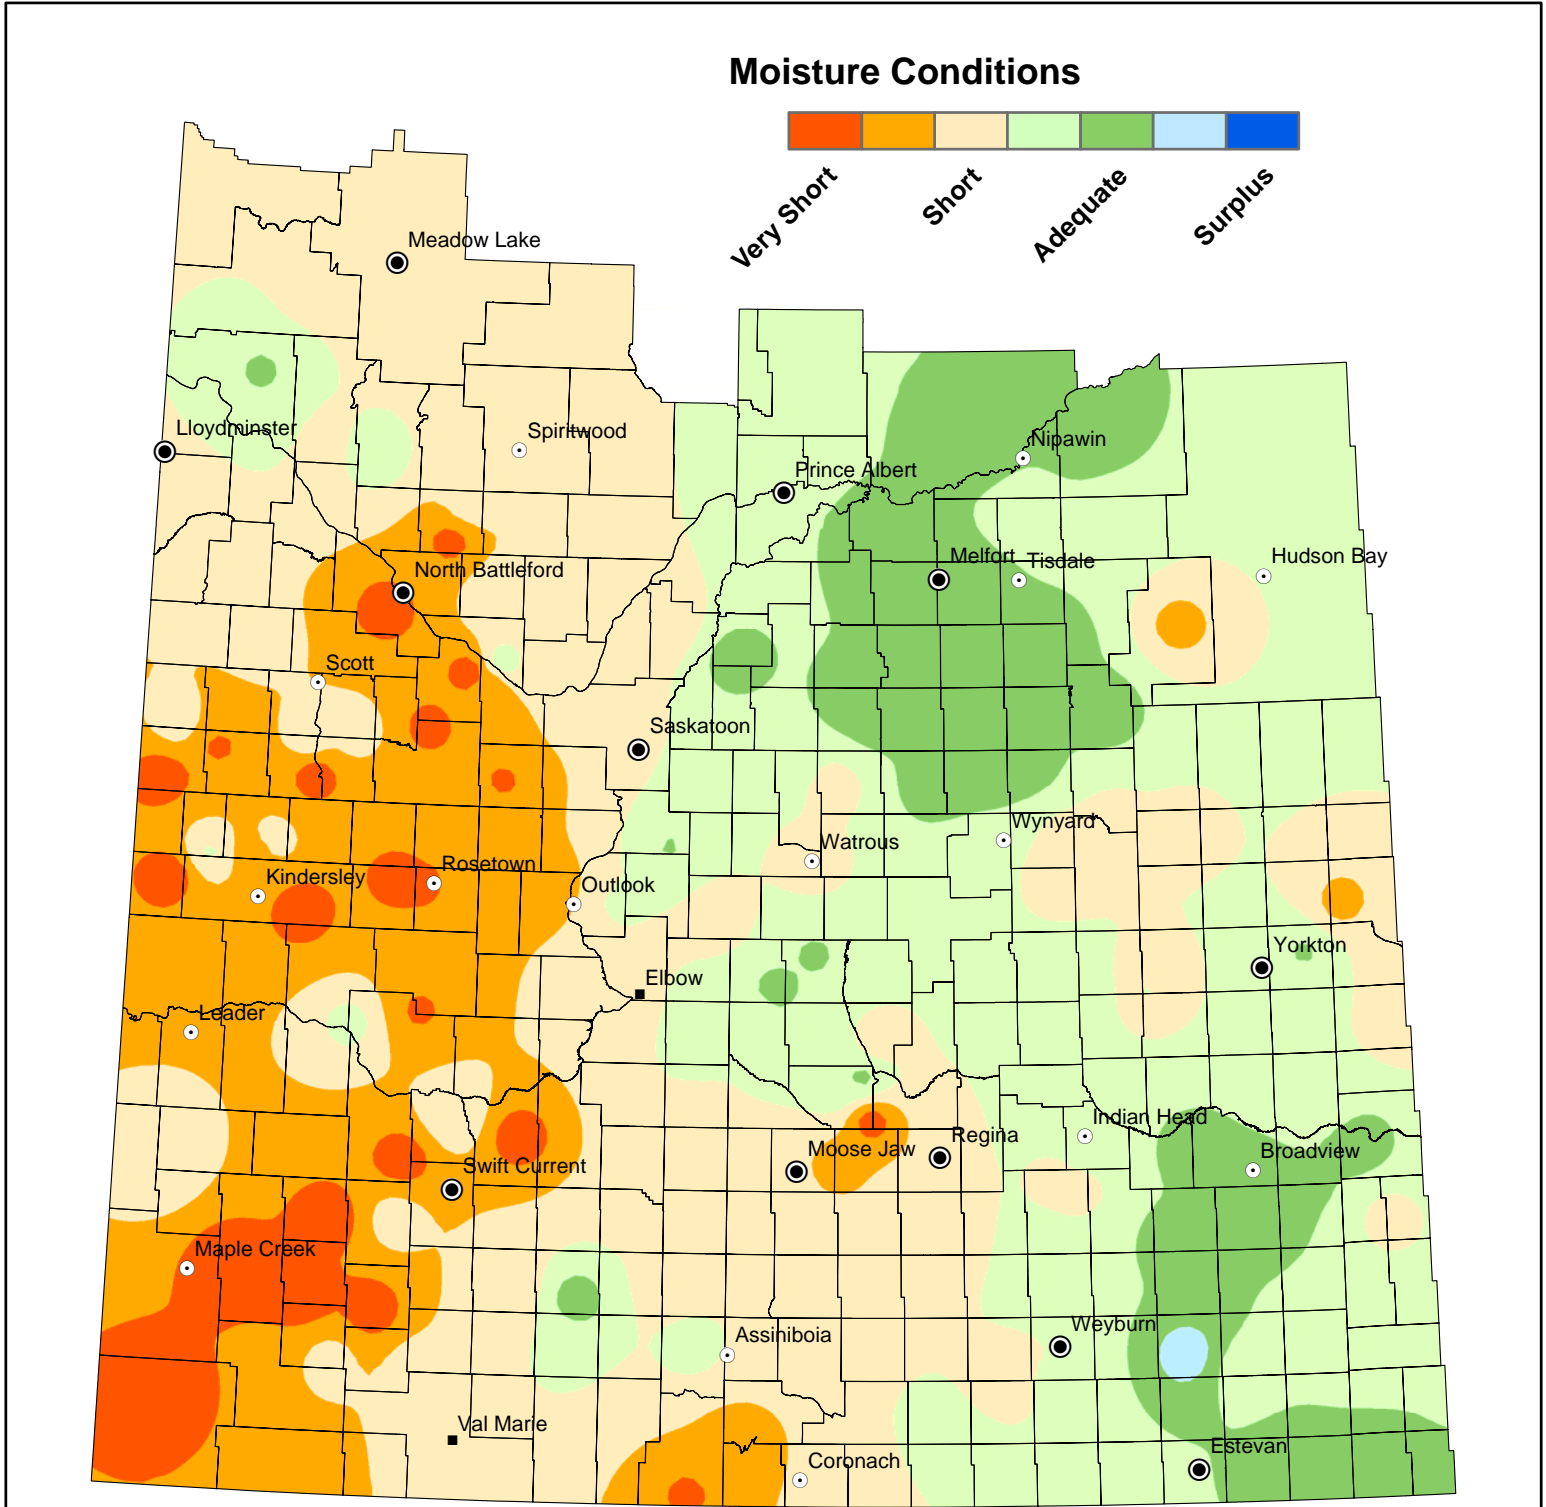 Moisture Conditions
Very Short
Short
Adequate
Surplus
Meadow Lake
Lloydminster
Spiritwood
Nipawin
Prince Albert
Melfort
Tisdale
Hudson Bay
North Battleford
Scott
Saskatoon
Wynyard
Watrous
Rosetown
Kindersley
Outlook
Yorkton
Elbow
Leader
Indian Head
Regina
Moose Jaw
Broadview
Swift Current
Maple Creek
Weyburn
Assiniboia
Val Marie
Estevan
Coronach